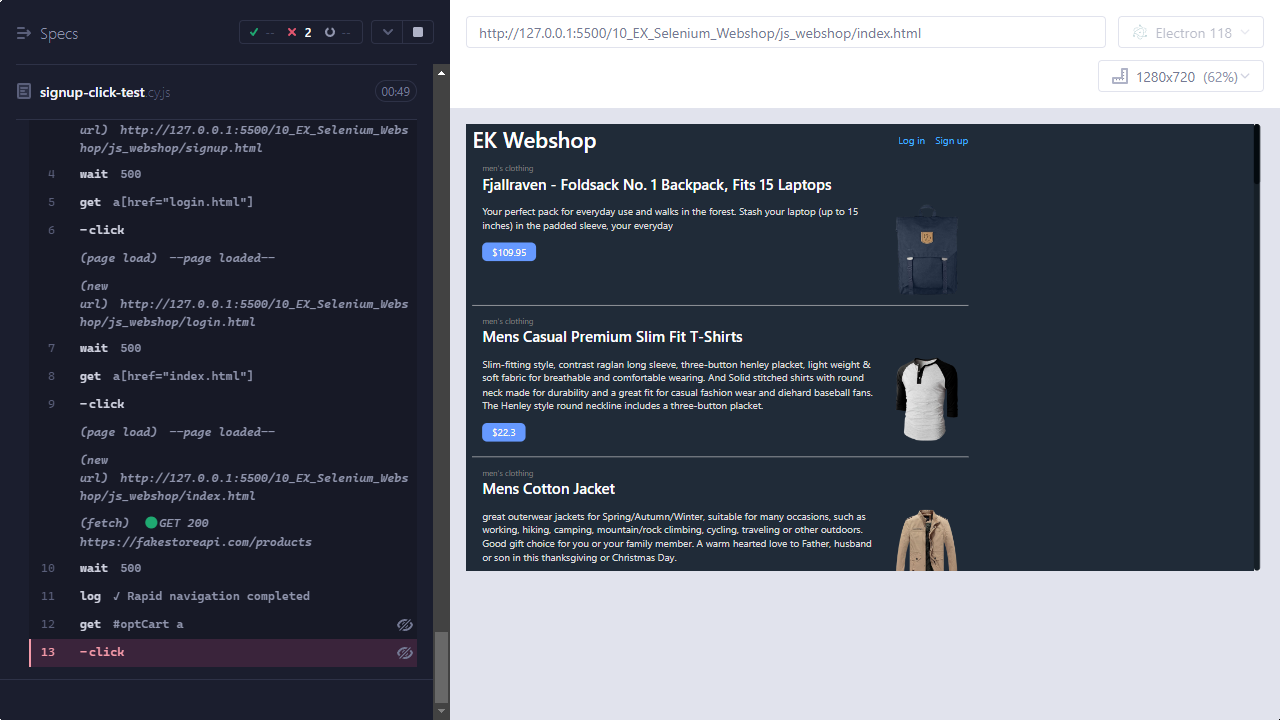 Specs
-- 2 --
http://127.0.0.1:5500/10_EX_Selenium_Webshop/js_webshop/index.html
Electron 118
1280x720 (62%)
signup-click-test.cy.js
00:49
url) http://127.0.0.1:5500/10_EX_Selenium_Webs
hop/js_webshop/signup.html
4 wait 500
5 get a[href="login.html"]
6 -click
(page load) --page loaded--
(new
url) http://127.0.0.1:5500/10_EX_Selenium_Webs
hop/js_webshop/login.html
7 wait 500
8 get a[href="index.html"]
9 -click
(page load) --page loaded--
(new
url) http://127.0.0.1:5500/10_EX_Selenium_Webs
hop/js_webshop/index.html
(fetch) GET 200
https://fakestoreapi.com/products
10 wait 500
11 log ✓ Rapid navigation completed
12 get #optCart a
13 -click
EK Webshop
Log in Sign up
men's clothing
Fjallraven - Foldsack No. 1 Backpack, Fits 15 Laptops
Your perfect pack for everyday use and walks in the forest. Stash your laptop (up to 15
inches) in the padded sleeve, your everyday
$109.95
men's clothing
Mens Casual Premium Slim Fit T-Shirts
Slim-fitting style, contrast raglan long sleeve, three-button henley placket, light weight &
soft fabric for breathable and comfortable wearing. And Solid stitched shirts with round
neck made for durability and a great fit for casual fashion wear and diehard baseball fans.
The Henley style round neckline includes a three-button placket.
$22.3
men's clothing
Mens Cotton Jacket
great outerwear jackets for Spring/Autumn/Winter, suitable for many occasions, such as
working, hiking, camping, mountain/rock climbing, cycling, traveling or other outdoors.
Good gift choice for you or your family member. A warm hearted love to Father, husband
or son in this thanksgiving or Christmas Day.